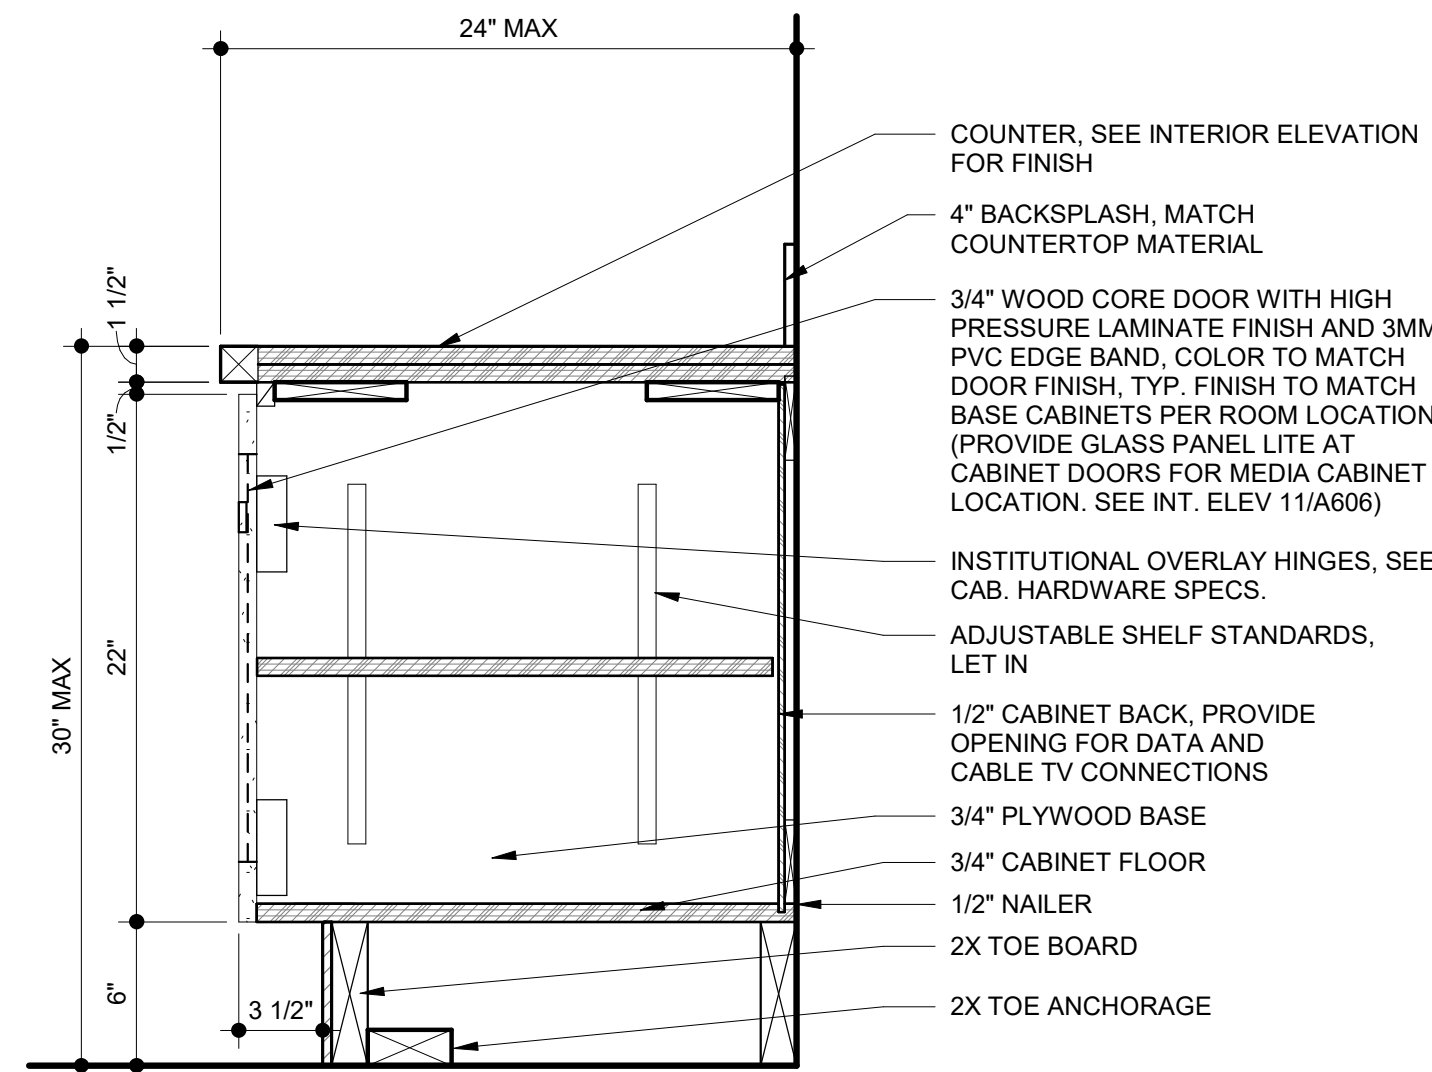 24" MAX
COUNTER, SEE INTERIOR ELEVATION
FOR FINISH
4" BACKSPLASH, MATCH
COUNTERTOP MATERIAL
3/4" WOOD CORE DOOR WITH HIGH
PRESSURE LAMINATE FINISH AND 3MM
PVC EDGE BAND, COLOR TO MATCH
DOOR FINISH, TYP. FINISH TO MATCH
BASE CABINETS PER ROOM LOCATION
(PROVIDE GLASS PANEL LITE AT
CABINET DOORS FOR MEDIA CABINET
LOCATION. SEE INT. ELEV 11/A606)
INSTITUTIONAL OVERLAY HINGES, SEE
CAB. HARDWARE SPECS.
ADJUSTABLE SHELF STANDARDS,
LET IN
1/2" CABINET BACK, PROVIDE
OPENING FOR DATA AND
CABLE TV CONNECTIONS
3/4" PLYWOOD BASE
3/4" CABINET FLOOR
1/2" NAILER
2X TOE BOARD
2X TOE ANCHORAGE
1 1/2"
1/2"
22"
30" MAX
6"
3 1/2"